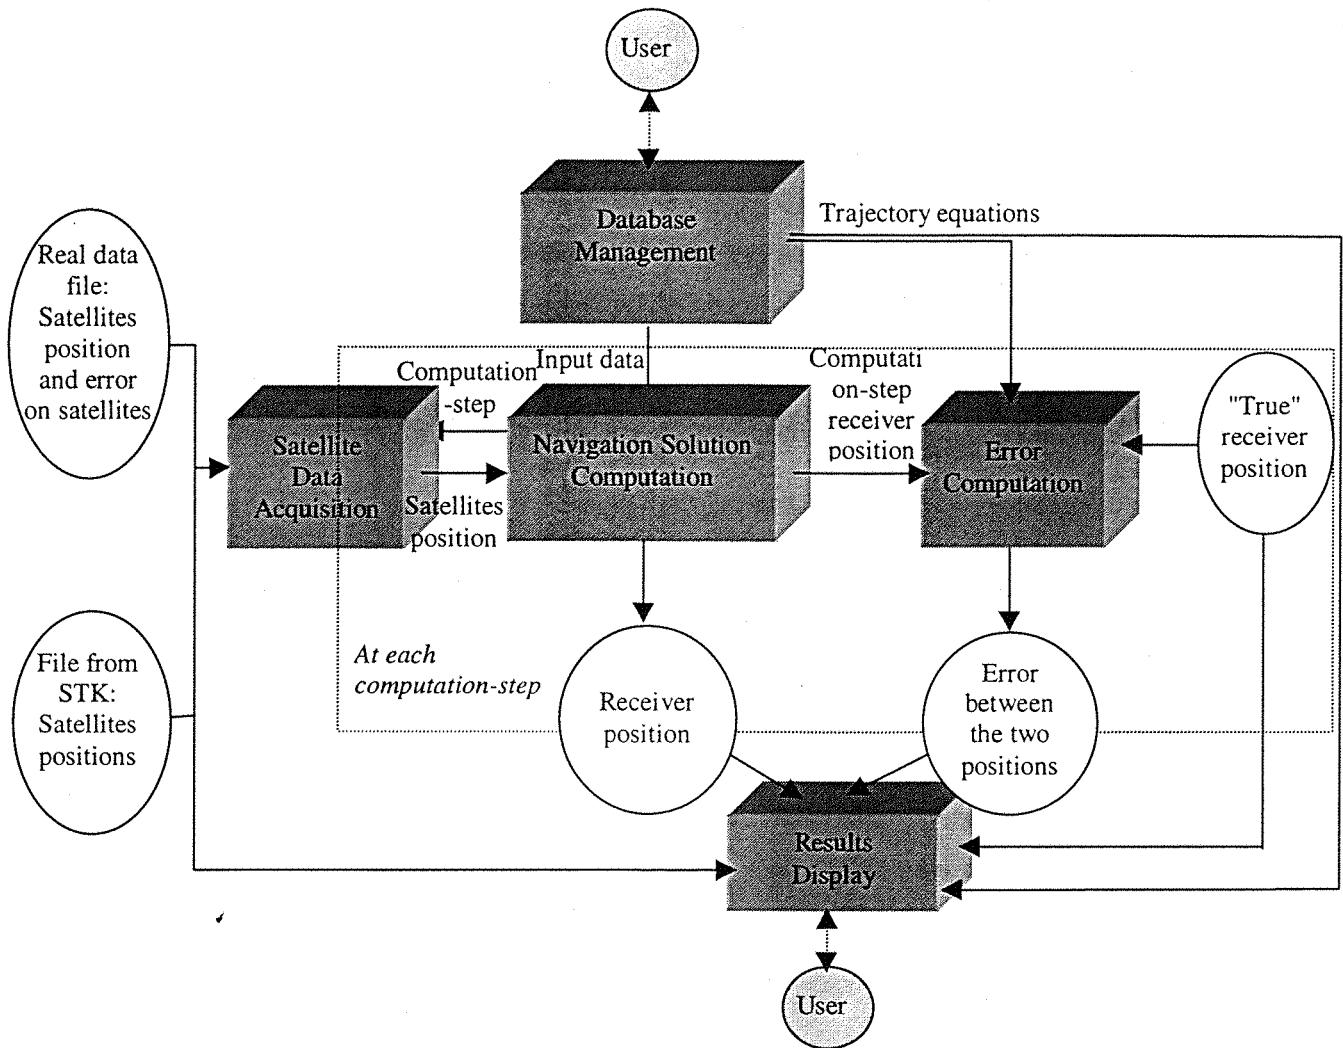 User
Database
Management
Trajectory equations
Real data
file:
Satellites
position
and error
on satellites
Input data
Computation
-step
Computati
on-step
receiver
position
"True"
receiver
position
Satellite
Data
Acquisition
Navigation Solution
Computation
Error
Computation
Satellites
position
File from
STK:
Satellites
positions
At each
computation-step
Receiver
position
Error
between
the two
positions
Results
Display
User